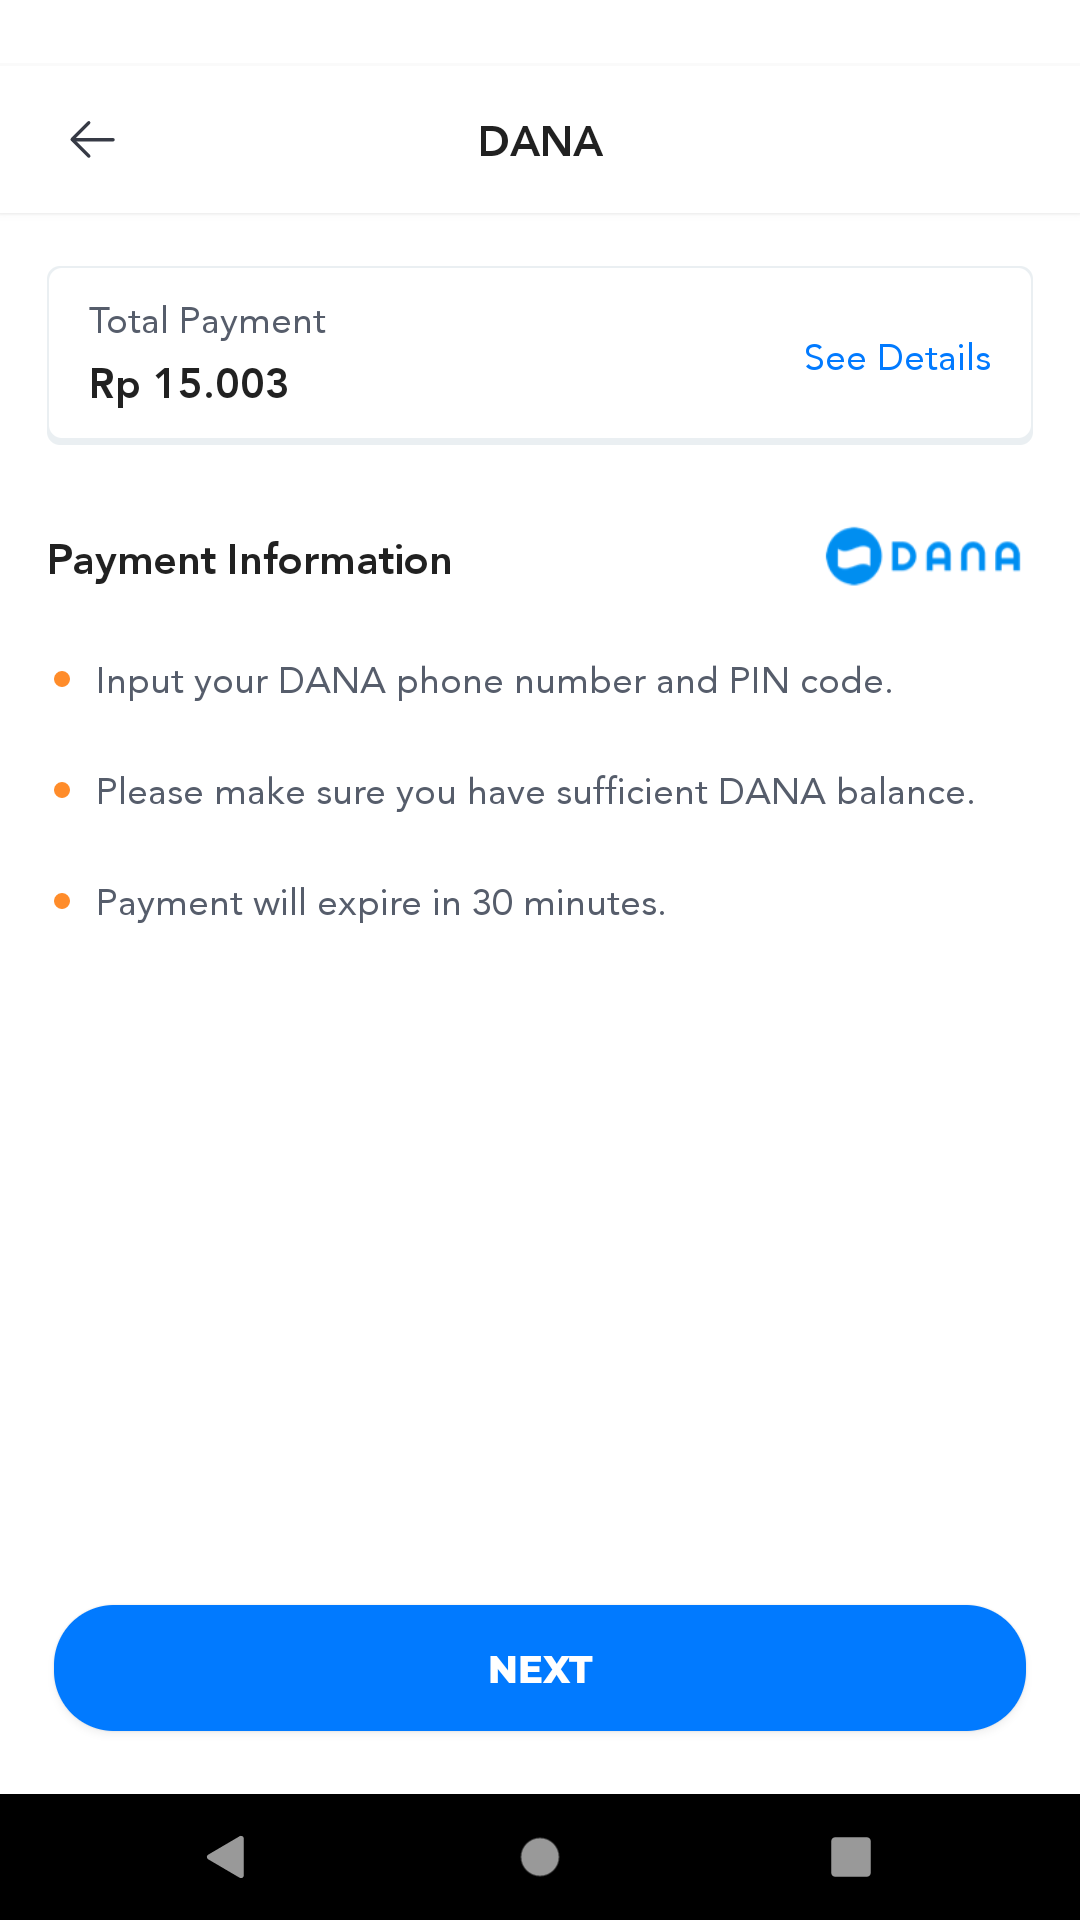 DANA
Total Payment
Rp 15.003
See Details
Payment Information
DANA
Input your DANA phone number and PIN code.
Please make sure you have sufficient DANA balance.
Payment will expire in 30 minutes.
NEXT